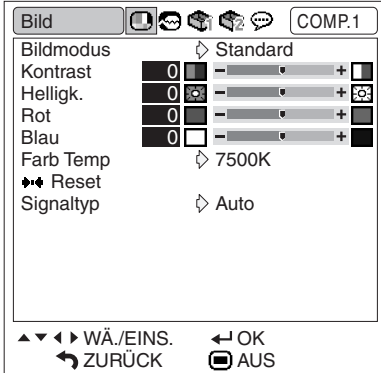 Bild COMP.1
Bildmodus Standard
Kontrast 0 - +
Helligk. 0 - +
Rot 0 - +
Blau 0 - +
Farb Temp 7500K
Reset
Signaltyp Auto
WÄ./EINS. OK
ZURÜCK AUS